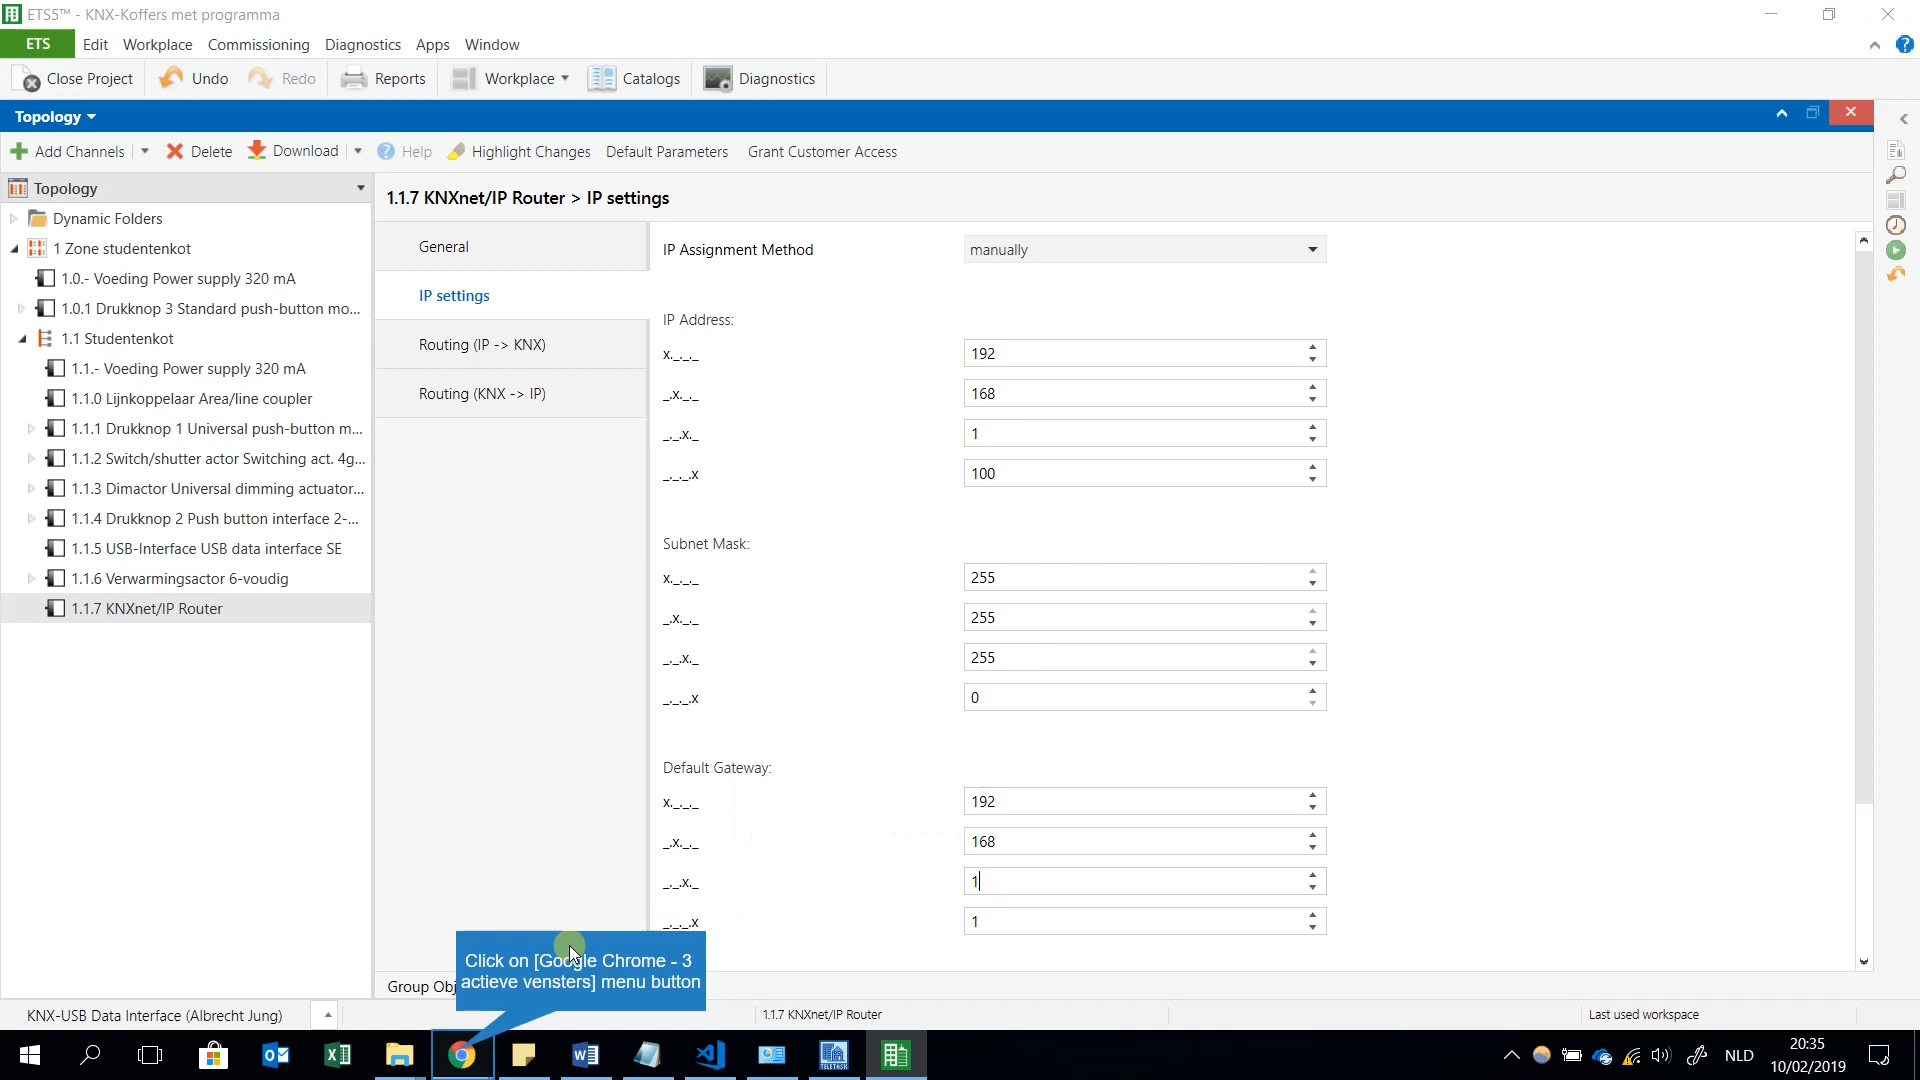 ETS5™ - KNX-Koffers met programma
ETS Edit Workplace Commissioning Diagnostics Apps Window
Close Project Undo Redo Reports Workplace Catalogs Diagnostics
Topology
Add Channels Delete Download Help Highlight Changes Default Parameters Grant Customer Access
Topology
Dynamic Folders
1 Zone studentenkot
1.0.- Voeding Power supply 320 mA
1.0.1 Drukknop 3 Standard push-button mo...
1.1 Studentenkot
1.1.- Voeding Power supply 320 mA
1.1.0 Lijnkoppelaar Area/line coupler
1.1.1 Drukknop 1 Universal push-button m...
1.1.2 Switch/shutter actor Switching act. 4g...
1.1.3 Dimactor Universal dimming actuator...
1.1.4 Drukknop 2 Push button interface 2-...
1.1.5 USB-Interface USB data interface SE
1.1.6 Verwarmingsactor 6-voudig
1.1.7 KNXnet/IP Router
1.1.7 KNXnet/IP Router > IP settings
General
IP settings
Routing (IP -> KNX)
Routing (KNX -> IP)
IP Assignment Method manually
IP Address:
x._._._ 192
_.x._._ 168
_._.x._ 1
_._._.x 100
Subnet Mask:
x._._._ 255
_.x._._ 255
_._.x._ 255
_._._.x 0
Default Gateway:
x._._._ 192
_.x._._ 168
_._.x._ 1
_._._.x 1
Click on [Google Chrome - 3
actieve vensters] menu button
Group Obj
KNX-USB Data Interface (Albrecht Jung) 1.1.7 KNXnet/IP Router Last used workspace
TELETASK
NLD
20:35
10/02/2019